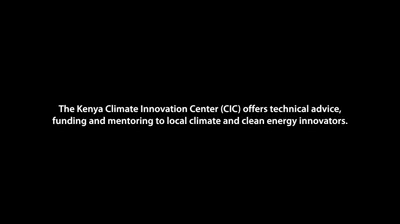 The Kenya Climate Innovation Center (CIC) offers technical advice,
funding and mentoring to local climate and clean energy innovators.